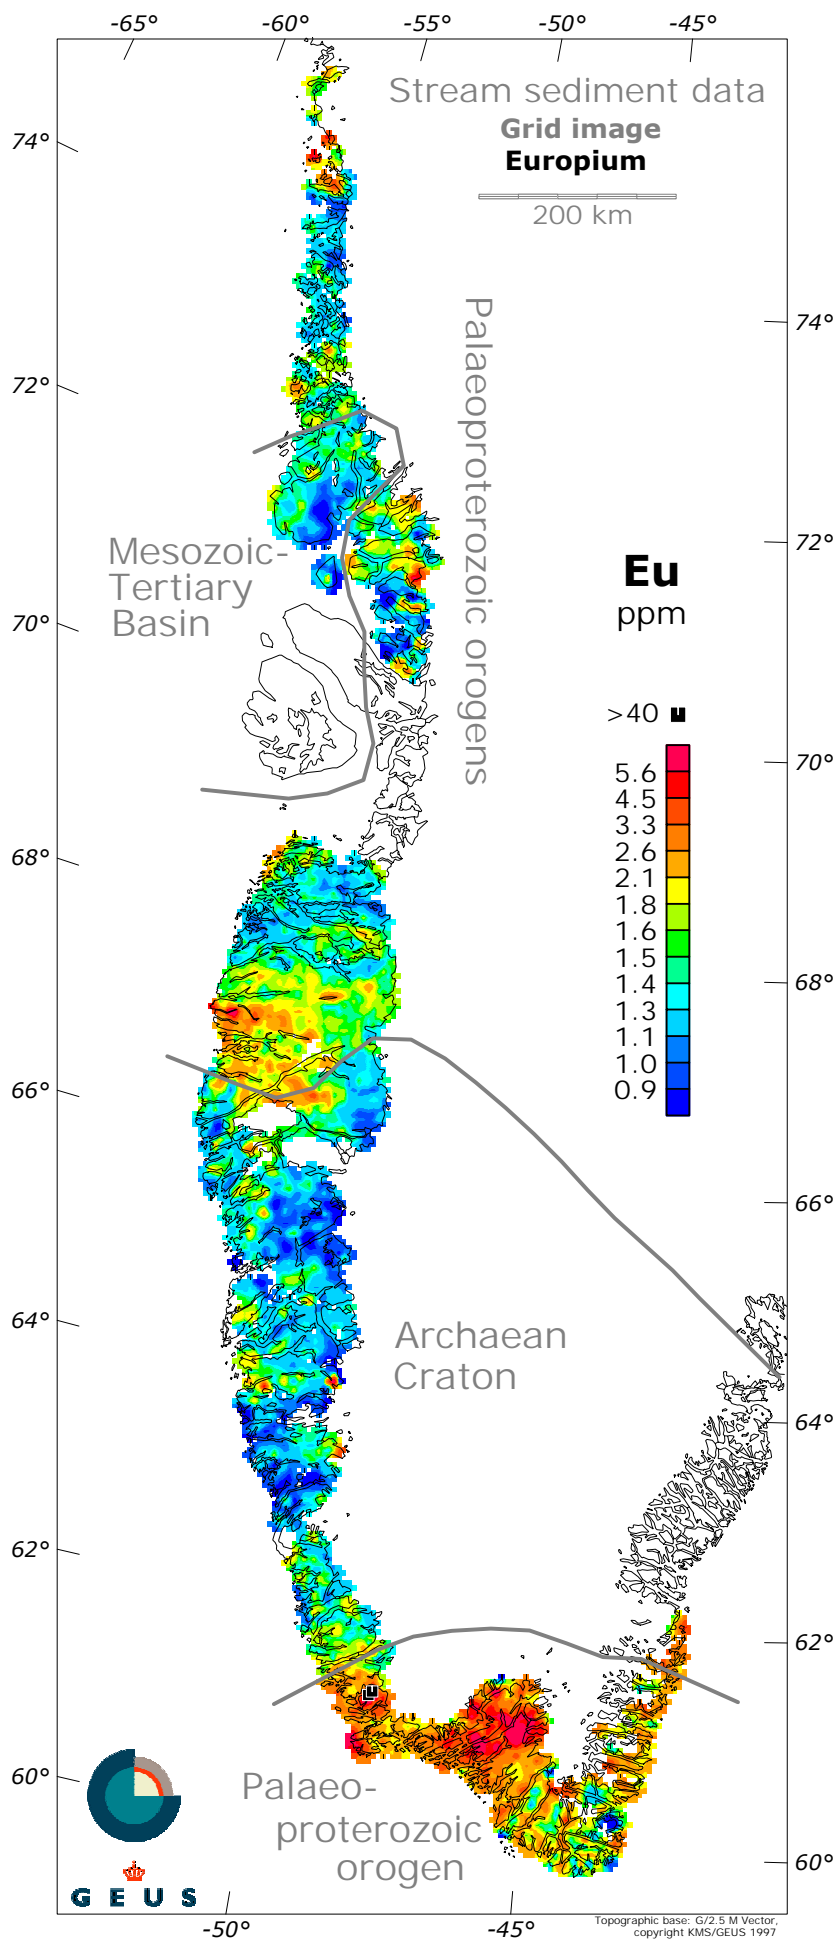 -65° -60° -55° -50° -45°
Stream sediment data
Grid image
Europium
200 km
74°
72°
70°
68°
66°
64°
62°
60°
74°
72°
70°
68°
66°
64°
62°
60°
Palaeoproterozoic orogens
Mesozoic-
Tertiary
Basin
Eu
ppm
>40
5.6
4.5
3.3
2.6
2.1
1.8
1.6
1.5
1.4
1.3
1.1
1.0
0.9
Archaean
Craton
Palaeo-
proterozoic
orogen
G E U S
-50° -45°
Topographic base: G/2.5 M Vector,
copyright KMS/GEUS 1997